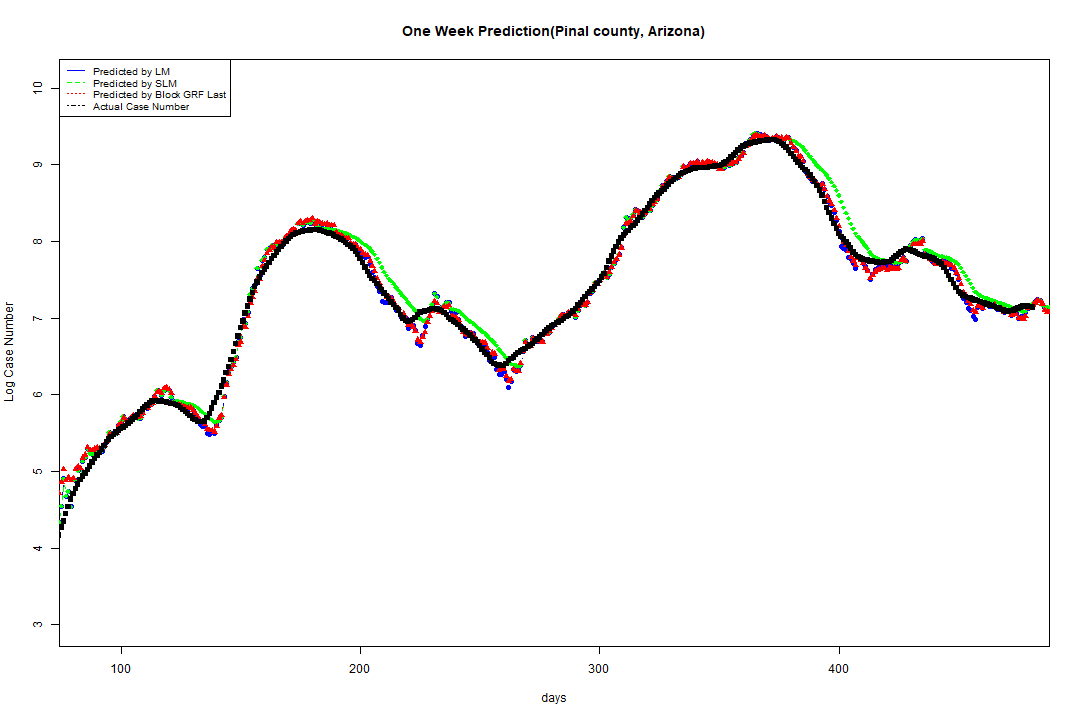 One Week Prediction(Pinal county, Arizona)
Predicted by LM
Predicted by SLM
Predicted by Block GRF Last
Actual Case Number
10
9
8
7
6
5
4
3
Log Case Number
100 200 300 400
days